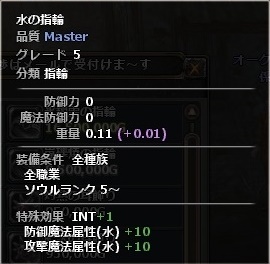 水の指輪
品質 Master
グレード 5
分類 指輪
防御力 0
魔法防御力 0
重量 0.11 (+0.01)
装備条件 全種族
全職業
ソウルランク 5～
特殊効果 INT+1
防御魔法属性(水) +10
攻撃魔法属性(水) +10